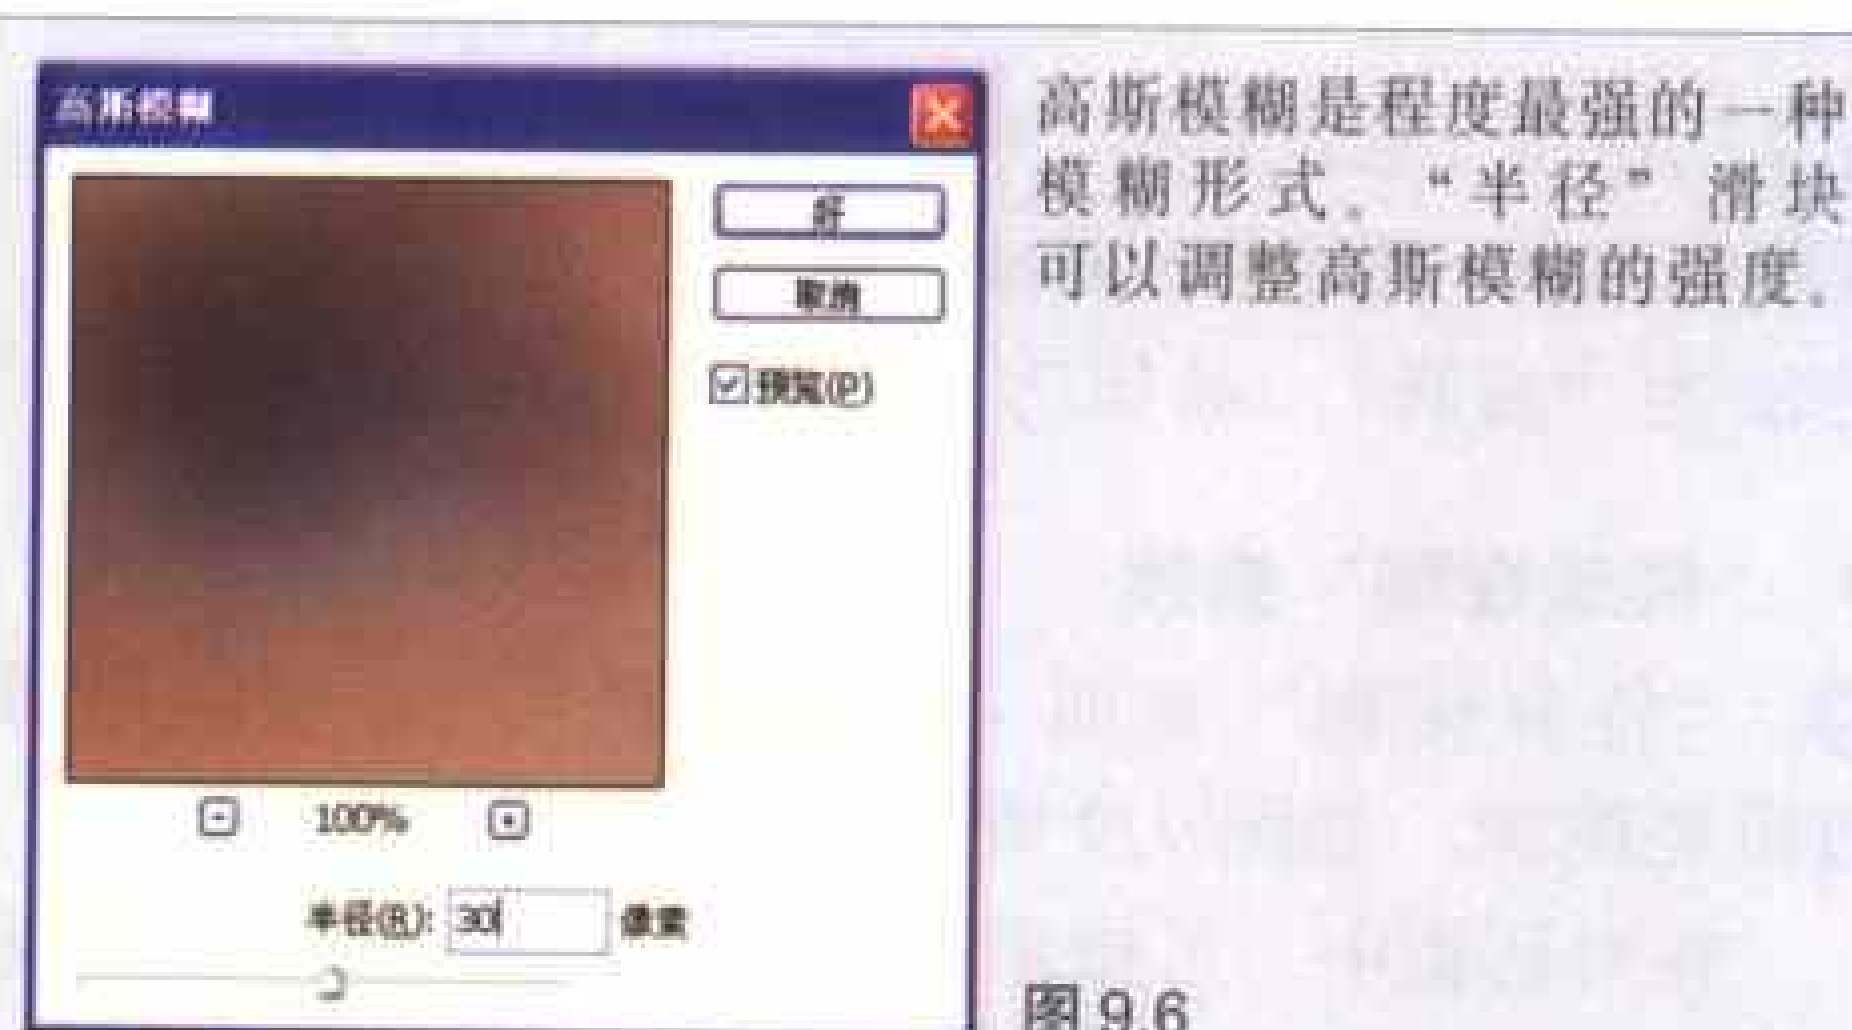 高斯模糊
好
取消
预览(P)
100%
半径(R): 30 像素
高斯模糊是程度最强的一种
模糊形式。“半径”滑块
可以调整高斯模糊的强度。
图 9.6